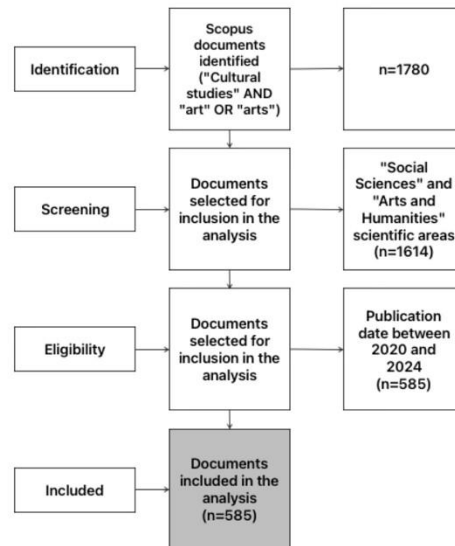 Identification
Scopus
documents
identified
("Cultural
studies" AND
"art" OR "arts")
n=1780
Screening
Documents
selected for
inclusion in the
analysis
"Social
Sciences" and
"Arts and
Humanities"
scientific areas
(n=1614)
Eligibility
Documents
selected for
inclusion in the
analysis
Publication
date between
2020 and
2024
(n=585)
Included
Documents
included in the
analysis
(n=585)